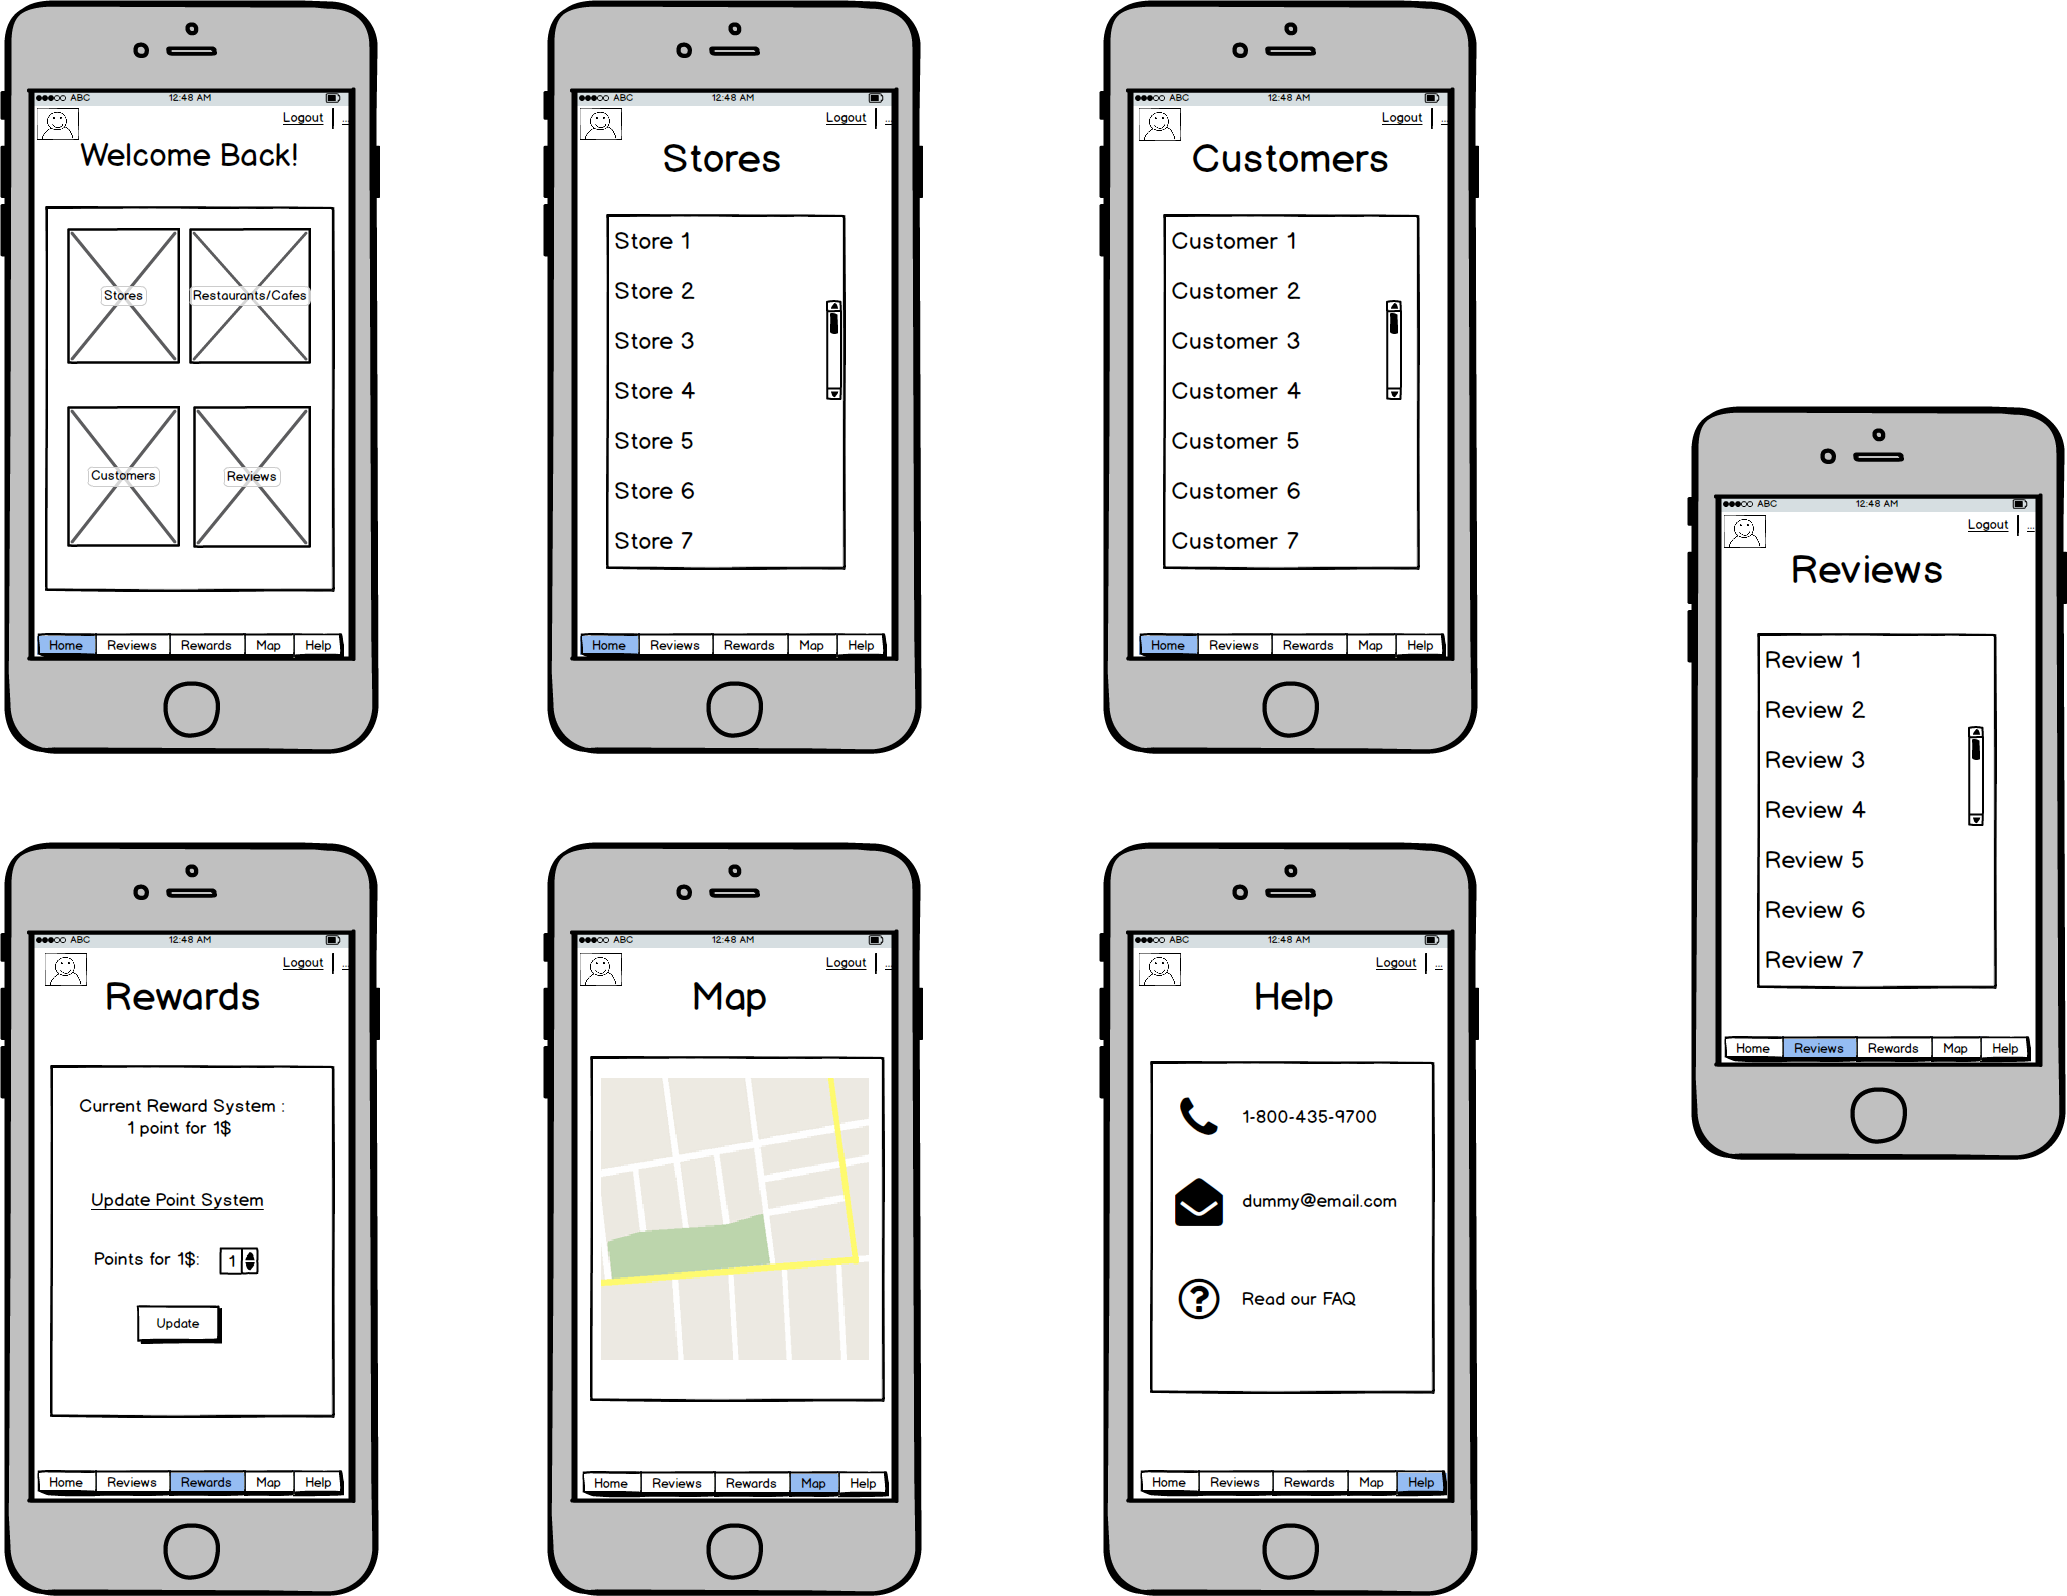 ABC 12:48 AM
Logout ...
Welcome Back!
Stores Restaurants/Cafes
Customers Reviews
Home Reviews Rewards Map Help
ABC 12:48 AM
Logout ...
Stores
Store 1
Store 2
Store 3
Store 4
Store 5
Store 6
Store 7
Home Reviews Rewards Map Help
ABC 12:48 AM
Logout ...
Customers
Customer 1
Customer 2
Customer 3
Customer 4
Customer 5
Customer 6
Customer 7
Home Reviews Rewards Map Help
ABC 12:48 AM
Logout ...
Reviews
Review 1
Review 2
Review 3
Review 4
Review 5
Review 6
Review 7
Home Reviews Rewards Map Help
ABC 12:48 AM
Logout ...
Rewards
Current Reward System :
1 point for 1$
Update Point System
Points for 1$: 1
Update
Home Reviews Rewards Map Help
ABC 12:48 AM
Logout ...
Map
Home Reviews Rewards Map Help
ABC 12:48 AM
Logout ...
Help
1-800-435-9700
dummy@email.com
? Read our FAQ
Home Reviews Rewards Map Help